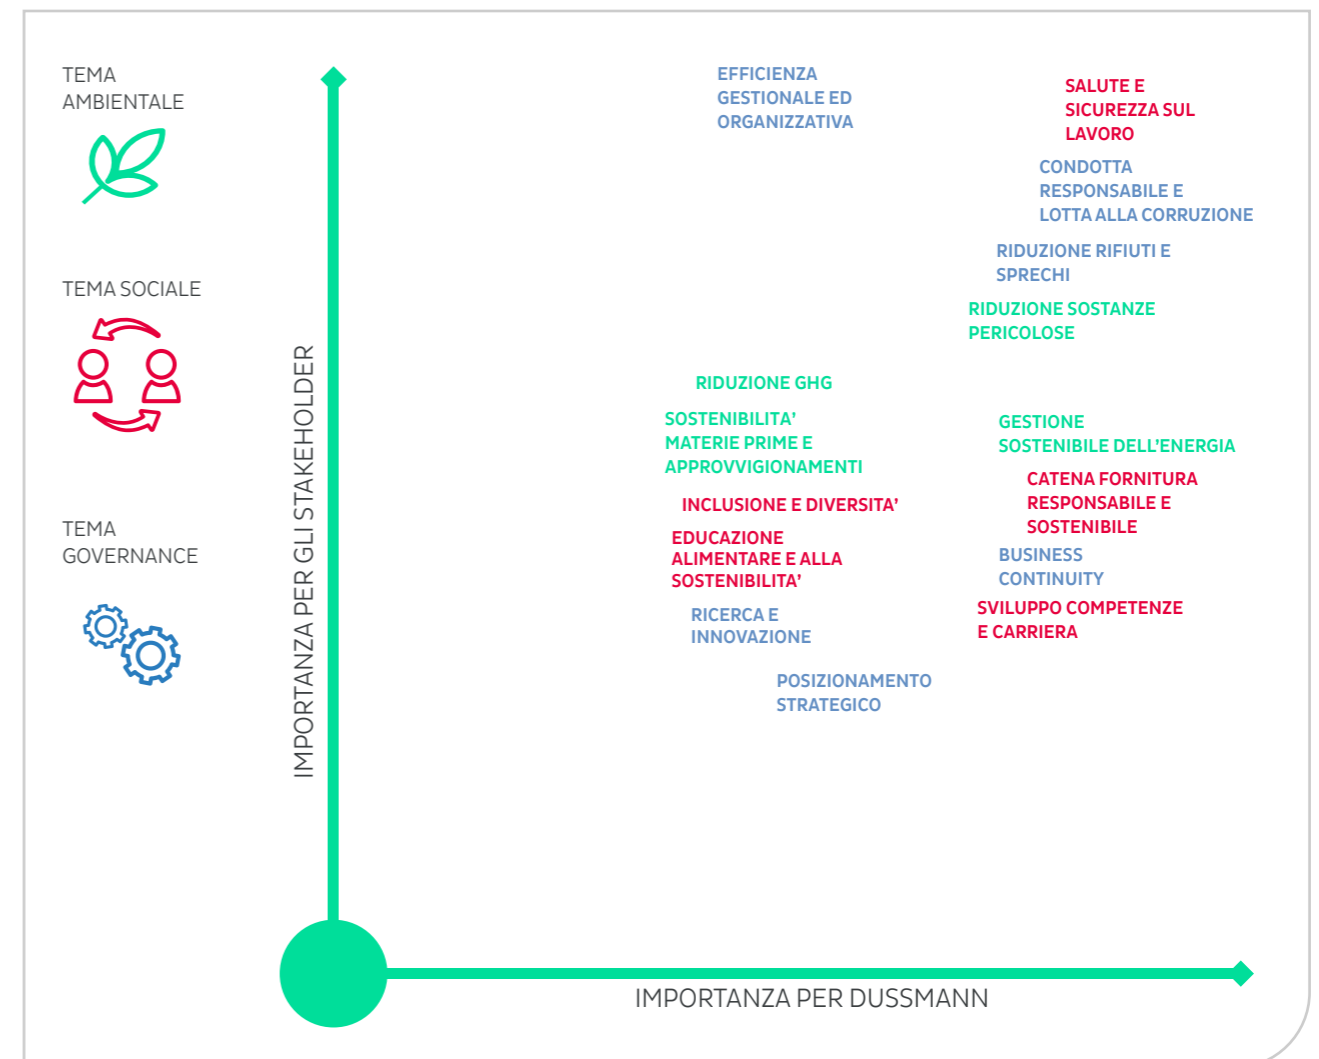 TEMA
AMBIENTALE
TEMA SOCIALE
TEMA
GOVERNANCE
IMPORTANZA PER GLI STAKEHOLDER
EFFICIENZA
GESTIONALE ED
ORGANIZZATIVA
SALUTE E
SICUREZZA SUL
LAVORO
CONDOTTA
RESPONSABILE E
LOTTA ALLA CORRUZIONE
RIDUZIONE RIFIUTI E
SPRECHI
RIDUZIONE SOSTANZE
PERICOLOSE
RIDUZIONE GHG
SOSTENIBILITA'
MATERIE PRIME E
APPROVVIGIONAMENTI
GESTIONE
SOSTENIBILE DELL'ENERGIA
INCLUSIONE E DIVERSITA'
CATENA FORNITURA
RESPONSABILE E
SOSTENIBILE
EDUCAZIONE
ALIMENTARE E ALLA
SOSTENIBILITA'
BUSINESS
CONTINUITY
RICERCA E
INNOVAZIONE
SVILUPPO COMPETENZE
E CARRIERA
POSIZIONAMENTO
STRATEGICO
IMPORTANZA PER DUSSMANN